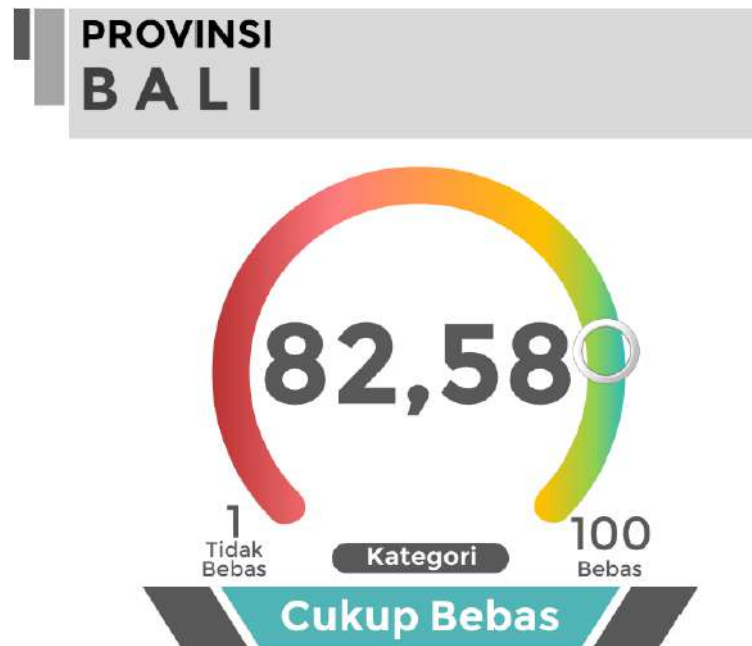 PROVINSI
BALI
82,58
1
Tidak
Bebas
100
Bebas
Kategori
Cukup Bebas